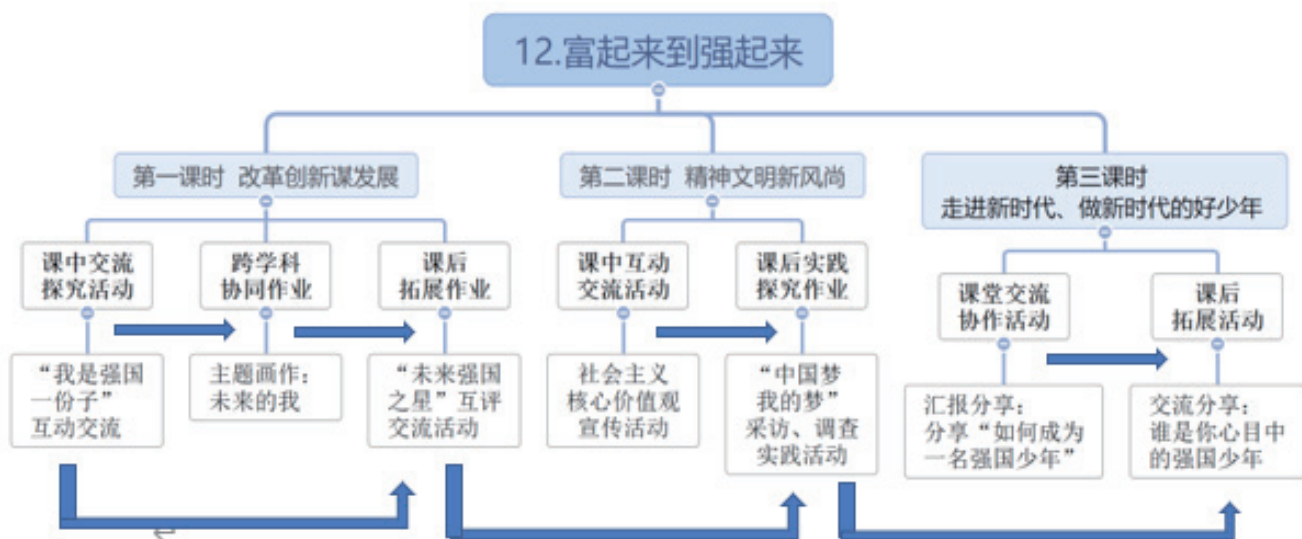 12.富起来到强起来
第一课时 改革创新谋发展
第二课时 精神文明新风尚
第三课时
走进新时代、做新时代的好少年
课中交流
探究活动
跨学科
协同作业
课后
拓展作业
课中互动
交流活动
课后实践
探究作业
课堂交流
协作活动
课后
拓展活动
“我是强国
一份子”
互动交流
主题画作：
未来的我
“未来强国
之星”互评
交流活动
社会主义
核心价值观
宣传活动
“中国梦
我的梦”
采访、调查
实践活动
汇报分享：
分享“如何成为
一名强国少年”
交流分享：
谁是你心目中
的强国少年